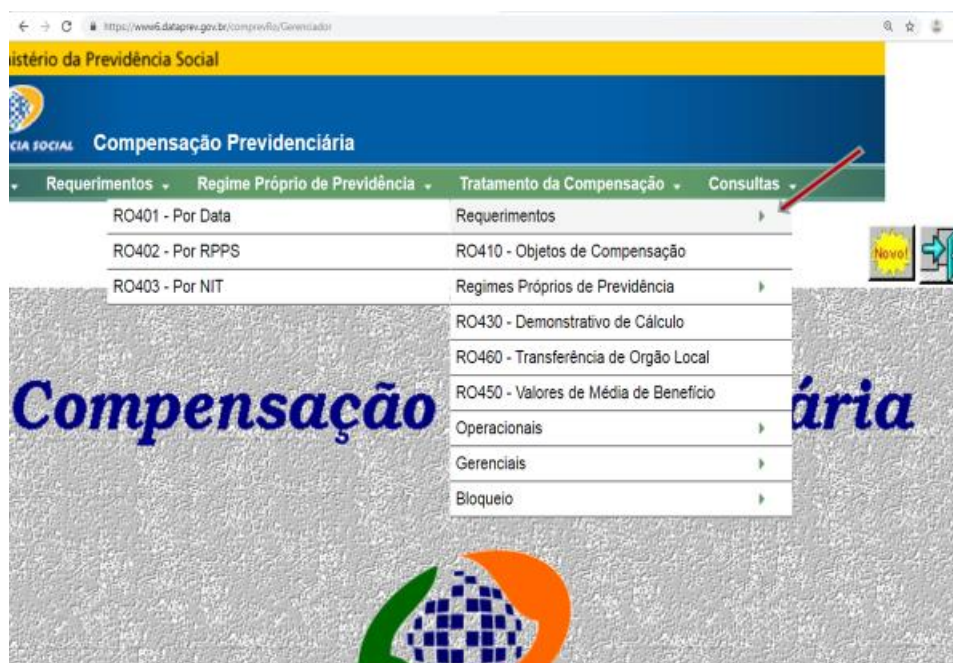 https://www6.dataprev.gov.br/comprevRo/Gerenciador
istério da Previdência Social
CIA SOCIAL Compensação Previdenciária
Requerimentos Regime Próprio de Previdência Tratamento da Compensação Consultas
RO401 - Por Data
RO402 - Por RPPS
RO403 - Por NIT
Requerimentos
RO410 - Objetos de Compensação
Regimes Próprios de Previdência
RO430 - Demonstrativo de Cálculo
RO460 - Transferência de Orgão Local
RO450 - Valores de Média de Benefício
Operacionais
Gerenciais
Bloqueio
Novo!
Compensação ária